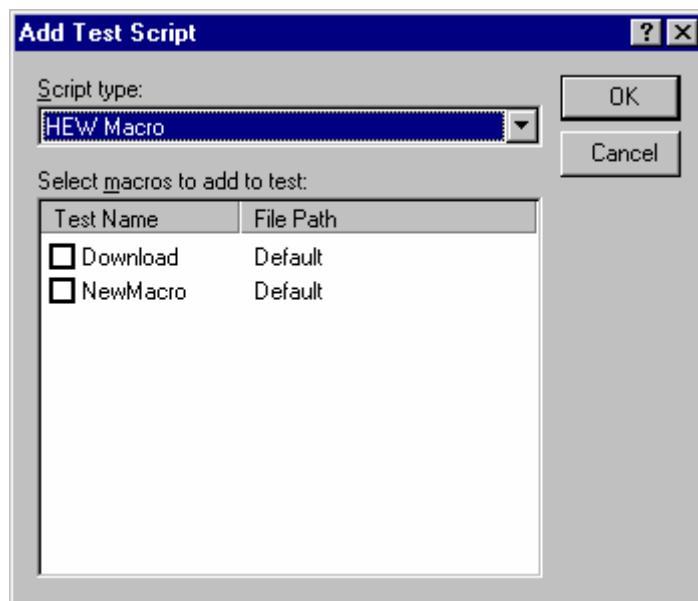 Add Test Script
Script type:
OK
HEW Macro
Cancel
Select macros to add to test:
Test Name File Path
Download Default
NewMacro Default